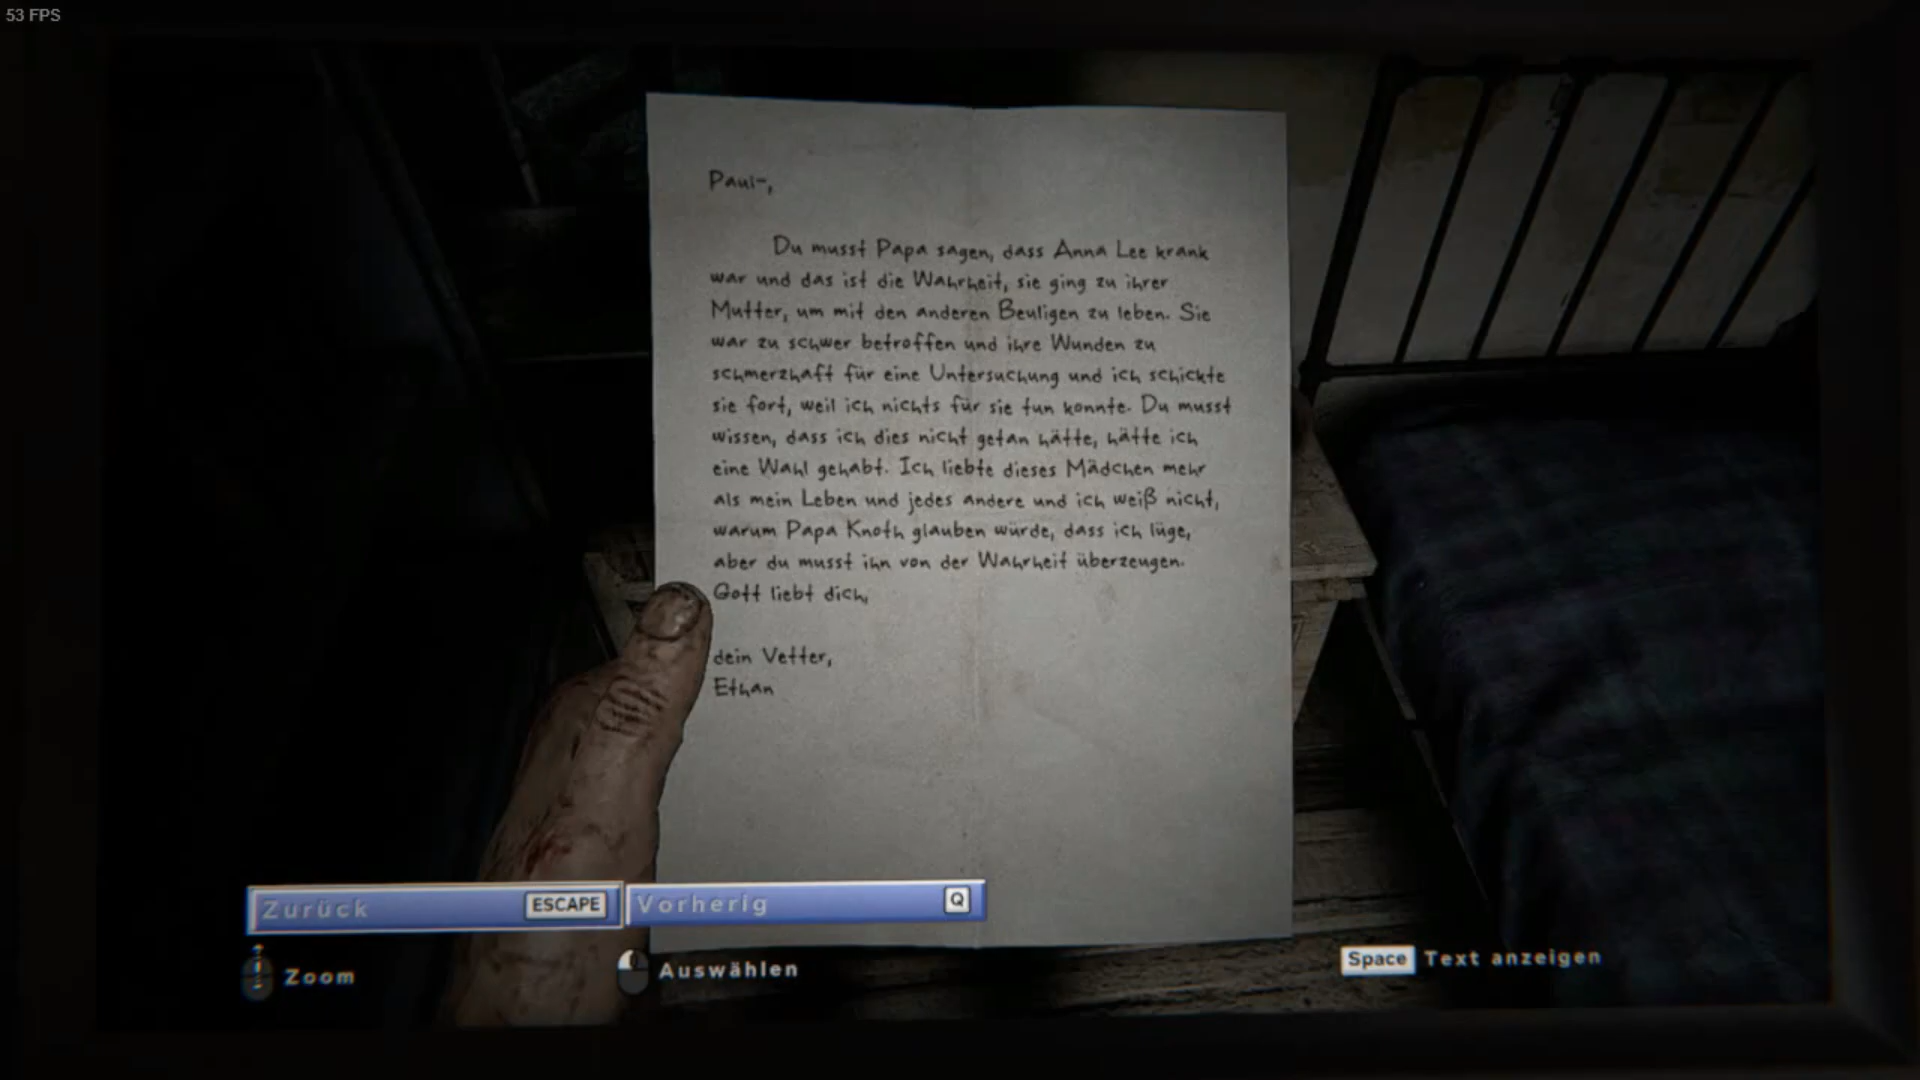 53 FPS
Paul-,
Du musst Papa sagen, dass Anna Lee krank
war und das ist die Wahrheit, sie ging zu ihrer
Mutter, um mit den anderen Beuligen zu leben. Sie
war zu schwer betroffen und ihre Wunden zu
schmerzhaft für eine Untersuchung und ich schickte
sie fort, weil ich nichts für sie tun konnte. Du musst
wissen, dass ich dies nicht getan hätte, hätte ich
eine Wahl gehabt. Ich liebte dieses Mädchen mehr
als mein Leben und jedes andere und ich weiß nicht,
warum Papa Knoth glauben würde, dass ich lüge,
aber du musst ihn von der Wahrheit überzeugen.
Gott liebt dich,
dein Vetter,
Ethan
Zurück ESCAPE Vorherig Q
Zoom Auswählen Space Text anzeigen